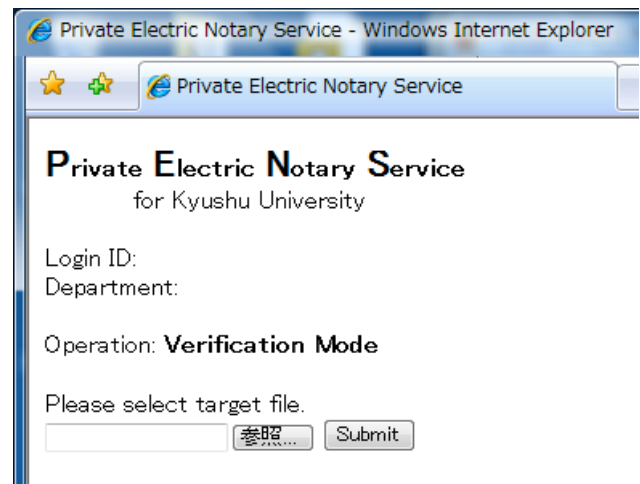 Private Electric Notary Service - Windows Internet Explorer
Private Electric Notary Service
Private Electric Notary Service
for Kyushu University
Login ID:
Department:
Operation: Verification Mode
Please select target file.
参照... Submit